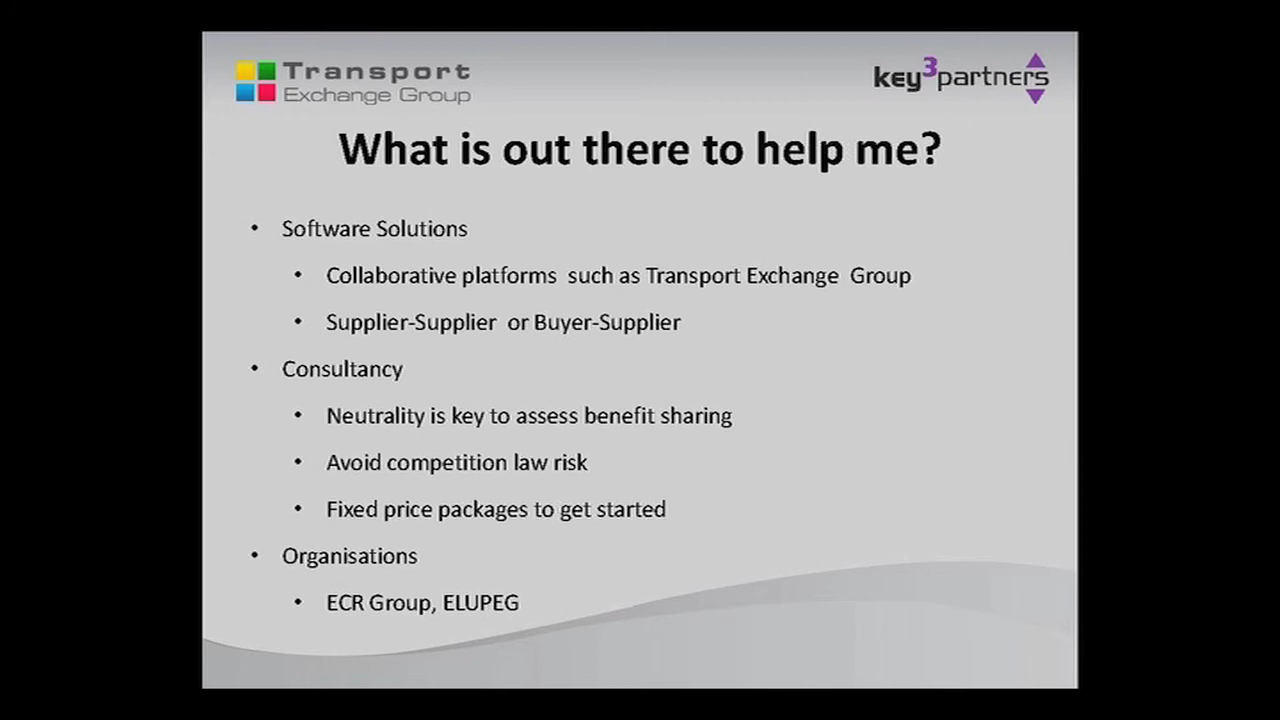 Transport
Exchange Group
key3partners
What is out there to help me?
• Software Solutions
• Collaborative platforms such as Transport Exchange Group
• Supplier-Supplier or Buyer-Supplier
• Consultancy
• Neutrality is key to assess benefit sharing
• Avoid competition law risk
• Fixed price packages to get started
• Organisations
• ECR Group, ELUPEG